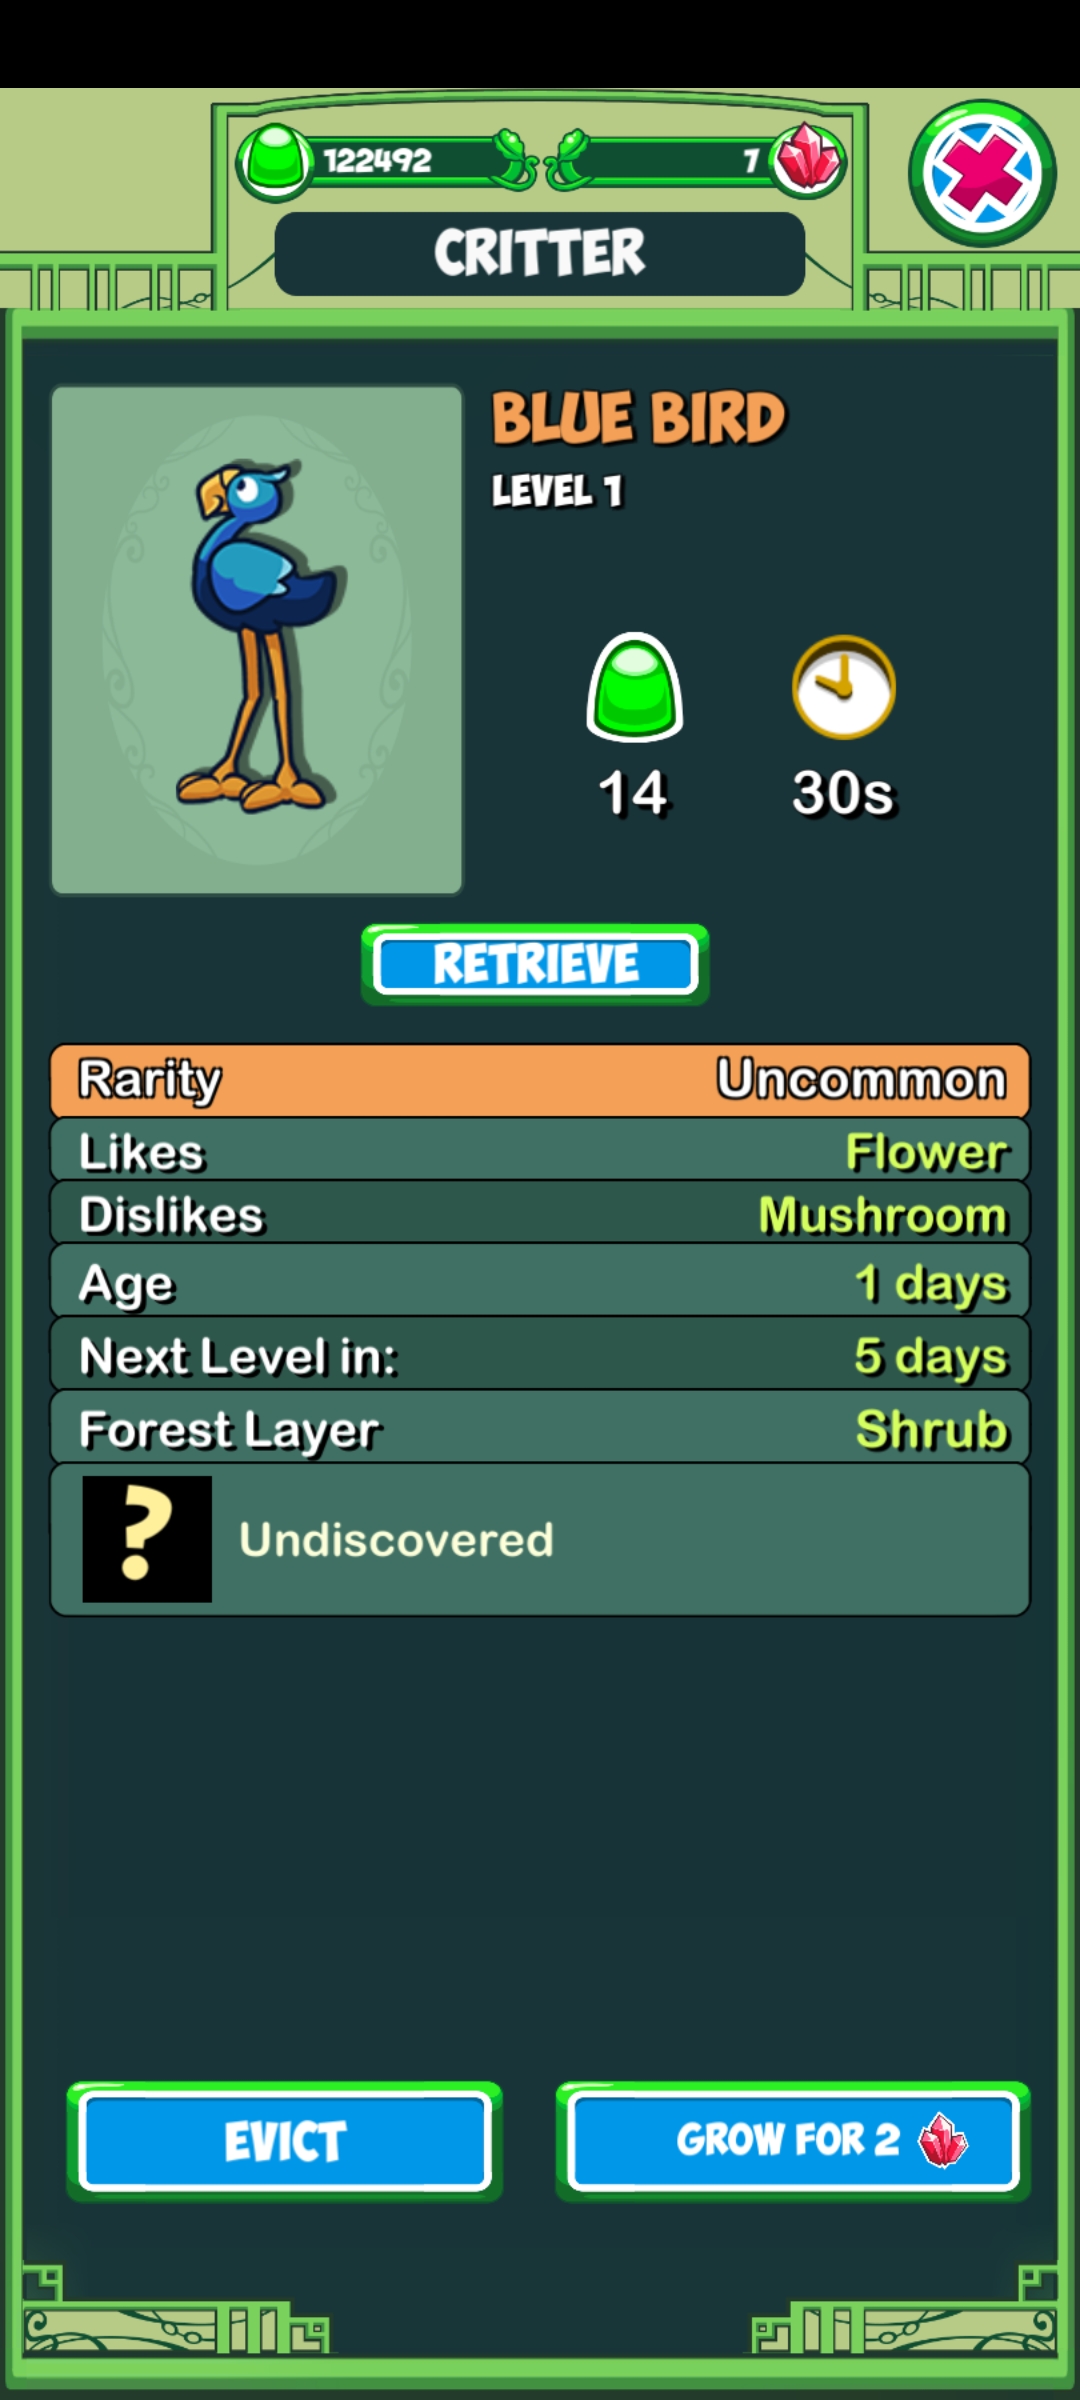 122492
7
CRITTER
BLUE BIRD
LEVEL 1
14
30s
RETRIEVE
Rarity Uncommon
Likes Flower
Dislikes Mushroom
Age 1 days
Next Level in: 5 days
Forest Layer Shrub
? Undiscovered
EVICT
GROW FOR 2